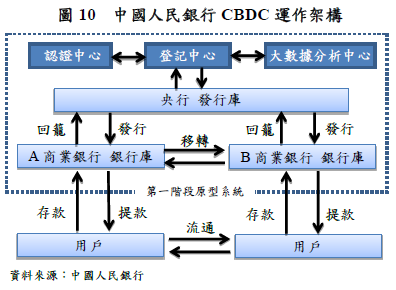 圖 10 中國人民銀行 CBDC 運作架構
認證中心 登記中心 大數據分析中心
央行 發行庫
回籠 發行 移轉 回籠 發行
A 商業銀行 銀行庫 B 商業銀行 銀行庫
第一階段原型系統
存款 提款 流通 存款 提款
用戶 用戶
資料來源：中國人民銀行